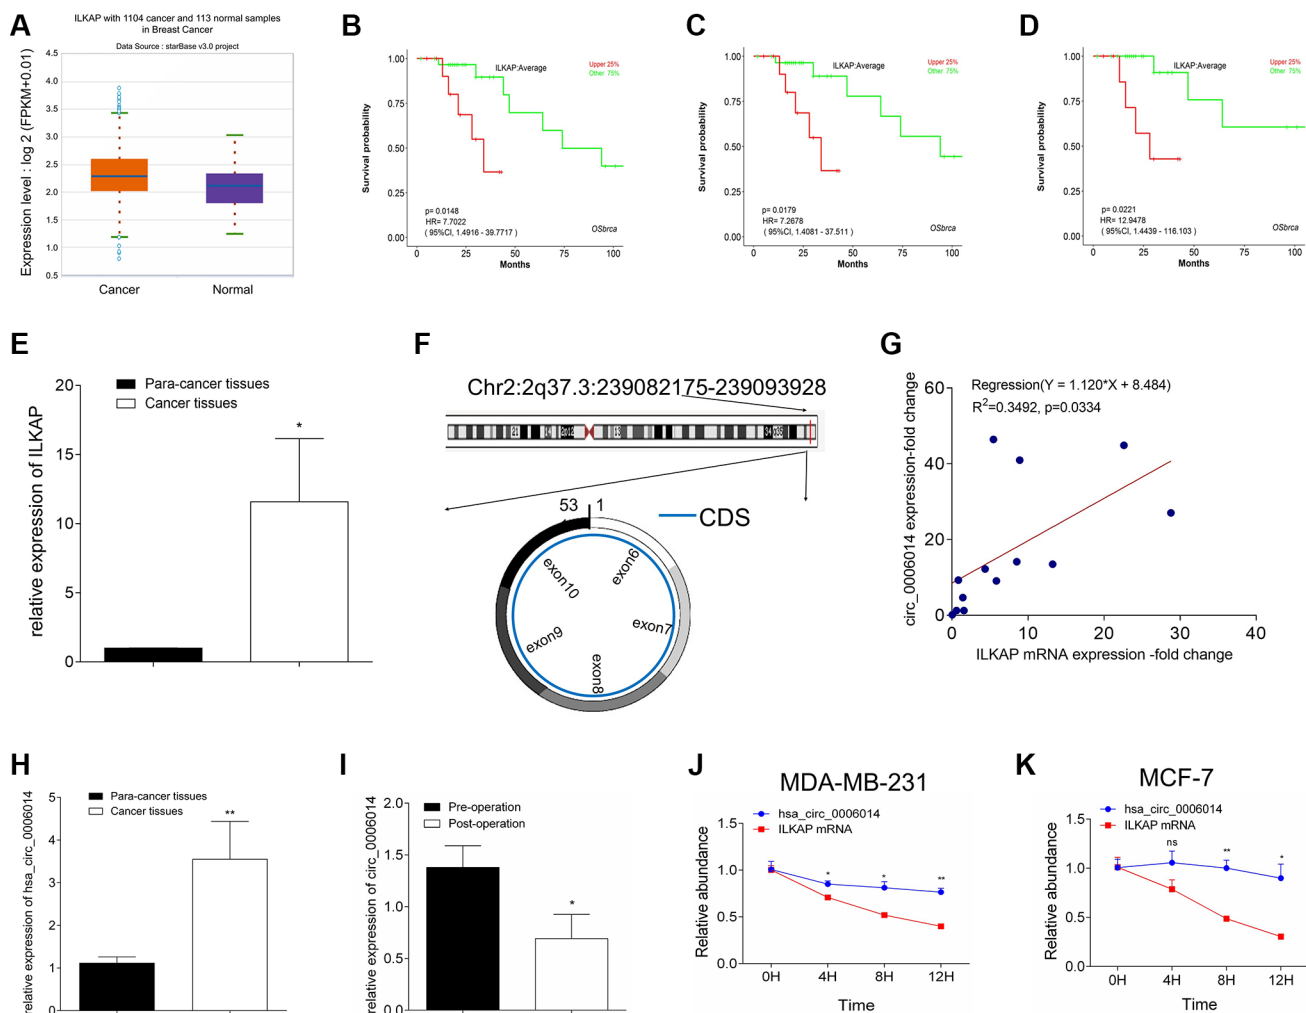 A
ILKAP with 1104 cancer and 113 normal samples
in Breast Cancer
Data Source : starBase v3.0 project
Expression level : log 2 (FPKM+0.01)
4.5
4.0
3.5
3.0
2.5
2.0
1.5
1.0
0.5
Cancer
Normal
B
ILKAP:Average
Upper 25%
Other 75%
Survival probability
1.00
0.75
0.50
0.25
0.00
p= 0.0148
HR= 7.7022
( 95%CI, 1.4916 - 39.7717 )
OSbrca
0 25 50 75 100
Months
C
ILKAP:Average
Upper 25%
Other 75%
Survival probability
1.00
0.75
0.50
0.25
0.00
p= 0.0179
HR= 7.2678
( 95%CI, 1.4081 - 37.511 )
OSbrca
0 25 50 75 100
Months
D
ILKAP:Average
Upper 25%
Other 75%
Survival probability
1.00
0.75
0.50
0.25
0.00
p= 0.0221
HR= 12.9478
( 95%CI, 1.4439 - 116.103 )
OSbrca
0 25 50 75 100
Months
E
Para-cancer tissues
Cancer tissues
relative expression of ILKAP
20
15
10
5
0
*
F
Chr2:2q37.3:239082175-239093928
53
1
CDS
exon10
exon9
exon8
exon7
G
circ_0006014 expression-fold change
60
40
20
0
Regression(Y = 1.120*X + 8.484)
R2=0.3492, p=0.0334
0 10 20 30 40
ILKAP mRNA expression -fold change
H
Para-cancer tissues
Cancer tissues
relative expression of hsa_circ_0006014
5
4
3
2
1
0
**
I
Pre-operation
Post-operation
relative expression of circ_0006014
2.0
1.5
1.0
0.5
0.0
*
J
MDA-MB-231
hsa_circ_0006014
ILKAP mRNA
Relative abundance
1.5
1.0
0.5
0.0
* * **
0H 4H 8H 12H
Time
K
MCF-7
hsa_circ_0006014
ILKAP mRNA
Relative abundance
1.5
1.0
0.5
0.0
ns ** *
0H 4H 8H 12H
Time